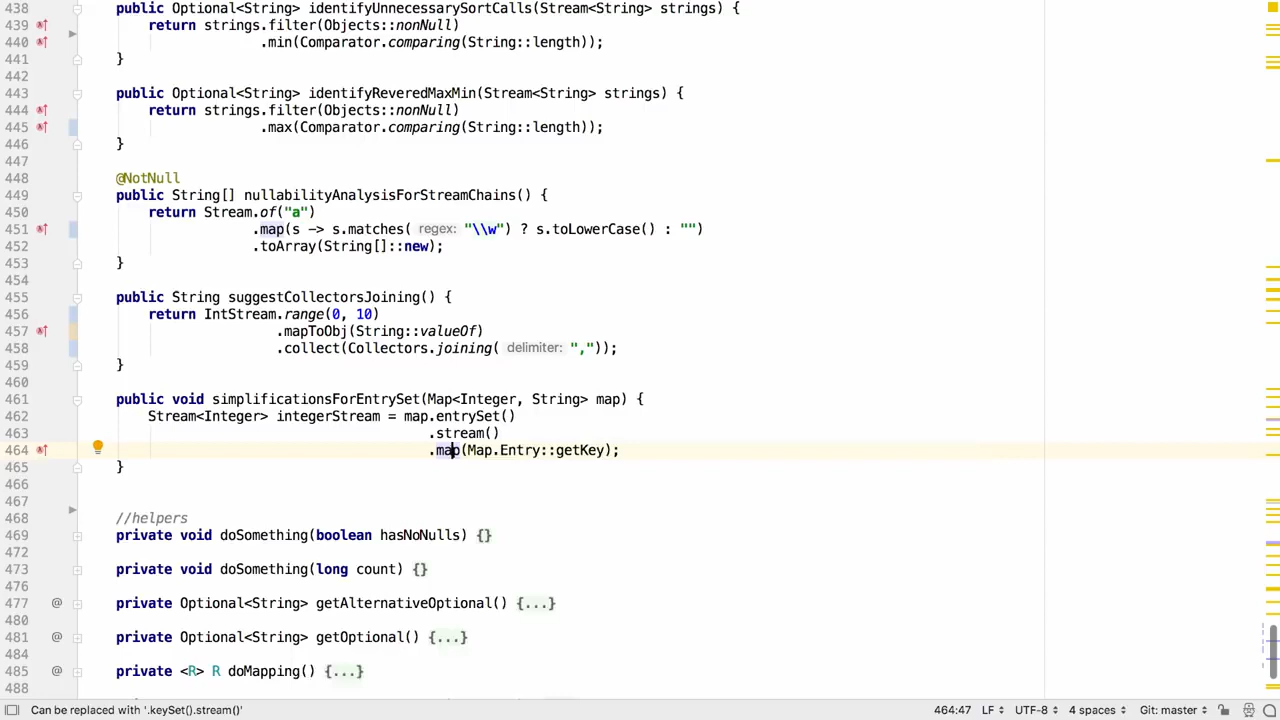 438 public Optional<String> identifyUnnecessarySortCalls(Stream<String> strings) {
439 return strings.filter(Objects::nonNull)
440 .min(Comparator.comparing(String::length));
441 }
442
443 public Optional<String> identifyReveredMaxMin(Stream<String> strings) {
444 return strings.filter(Objects::nonNull)
445 .max(Comparator.comparing(String::length));
446 }
447
448 @NotNull
449 public String[] nullabilityAnalysisForStreamChains() {
450 return Stream.of("a")
451 .map(s -> s.matches( regex: "\\w") ? s.toLowerCase() : "")
452 .toArray(String[]::new);
453 }
454
455 public String suggestCollectorsJoining() {
456 return IntStream.range(0, 10)
457 .mapToObj(String::valueOf)
458 .collect(Collectors.joining( delimiter: ","));
459 }
460
461 public void simplificationsForEntrySet(Map<Integer, String> map) {
462 Stream<Integer> integerStream = map.entrySet()
463 .stream()
464 .map(Map.Entry::getKey);
465 }
466
467
468 //helpers
469 private void doSomething(boolean hasNoNulls) {}
472
473 private void doSomething(long count) {}
476
477 @ private Optional<String> getAlternativeOptional() {...}
480
481 @ private Optional<String> getOptional() {...}
484
485 @ private <R> R doMapping() {...}
488
Can be replaced with '.keySet().stream()' 464:47 LF UTF-8 4 spaces Git: master